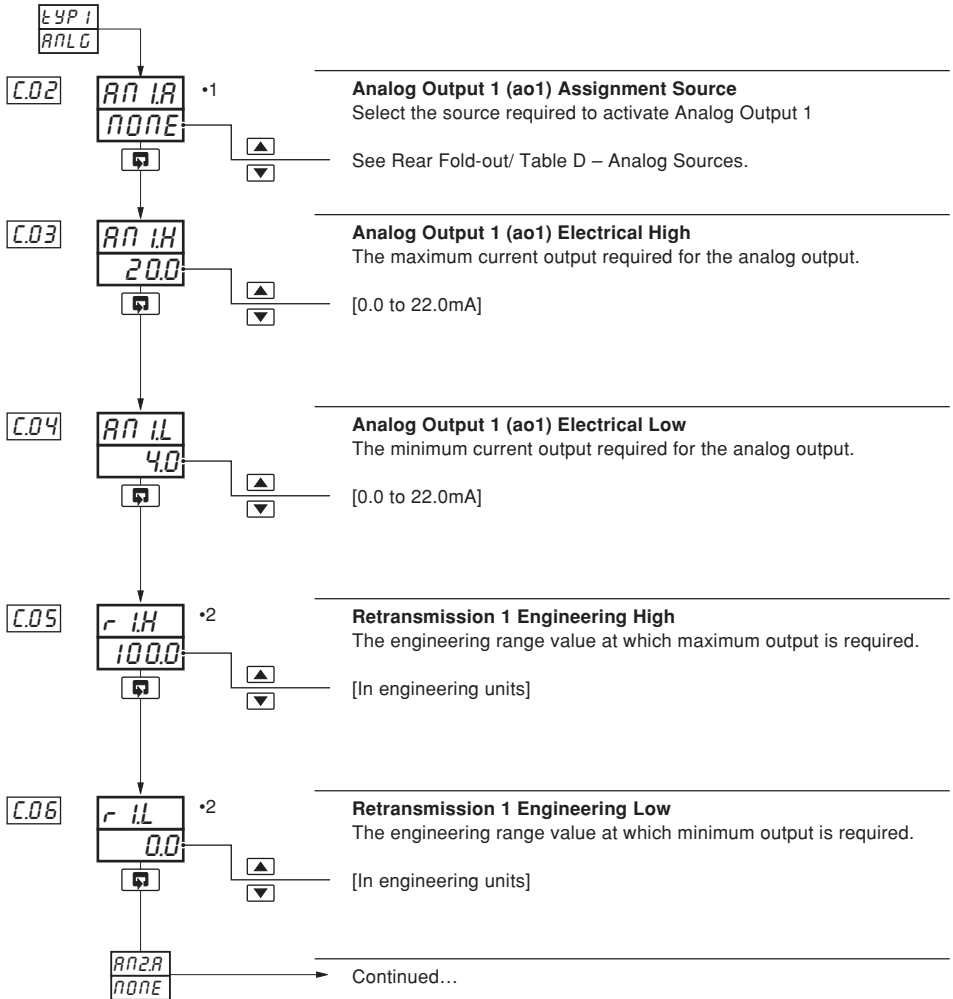 tYP1
ANLG
C.02
AN1.A
NONE
•1
Analog Output 1 (ao1) Assignment Source
Select the source required to activate Analog Output 1
See Rear Fold-out/ Table D – Analog Sources.
C.03
AN1.H
20.0
Analog Output 1 (ao1) Electrical High
The maximum current output required for the analog output.
[0.0 to 22.0mA]
C.04
AN1.L
4.0
Analog Output 1 (ao1) Electrical Low
The minimum current output required for the analog output.
[0.0 to 22.0mA]
C.05
r 1.H
100.0
•2
Retransmission 1 Engineering High
The engineering range value at which maximum output is required.
[In engineering units]
C.06
r 1.L
0.0
•2
Retransmission 1 Engineering Low
The engineering range value at which minimum output is required.
[In engineering units]
AN2.A
NONE
Continued…